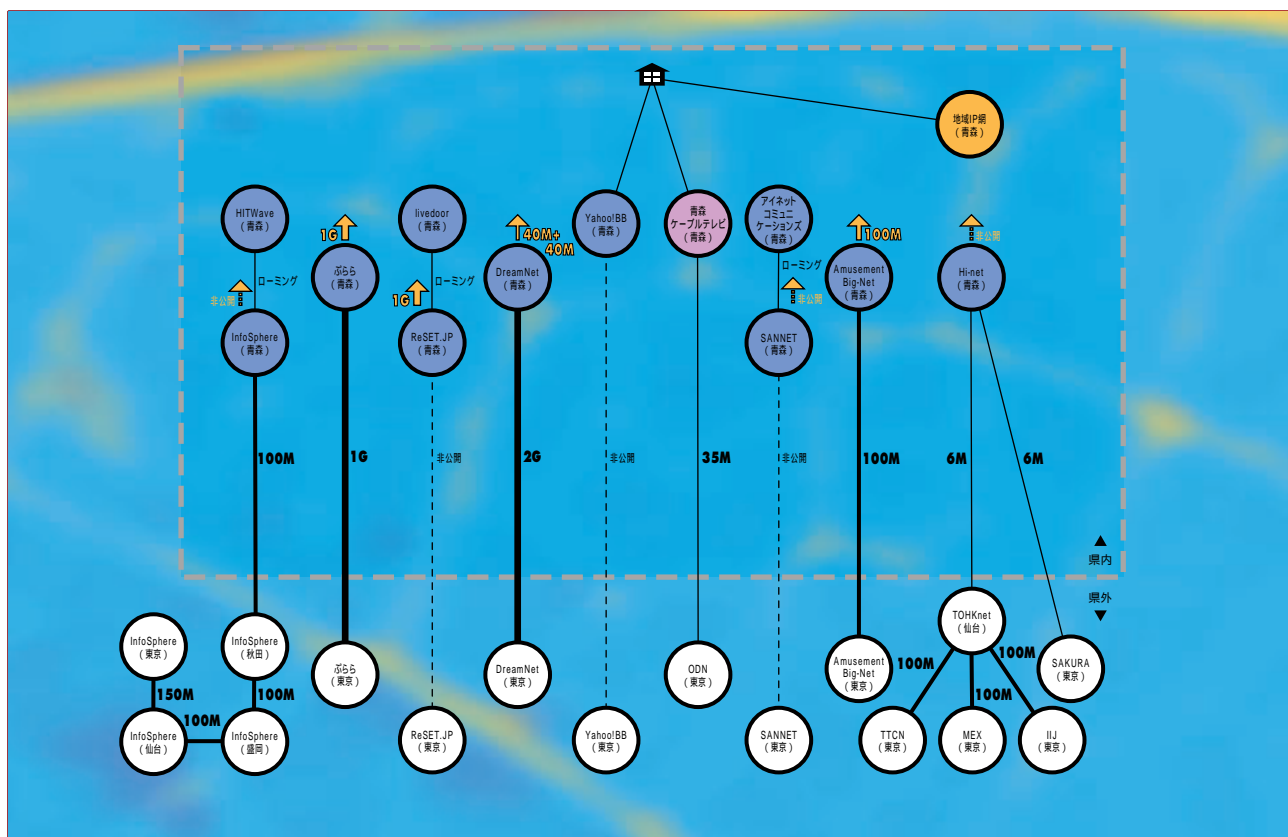 地域IP網
(青森)
HITWave
(青森)
1G
ぷらら
(青森)
livedoor
(青森)
40M+
40M
DreamNet
(青森)
Yahoo!BB
(青森)
青森
ケーブルテレビ
(青森)
アイネット
コミュニ
ケーションズ
(青森)
100M
Amusement
Big-Net
(青森)
非公開
Hi-net
(青森)
ローミング
非公開
InfoSphere
(青森)
ローミング
1G
ReSET.JP
(青森)
ローミング
非公開
SANNET
(青森)
100M
1G
非公開
2G
非公開
35M
非公開
100M
6M
6M
県内
県外
InfoSphere
(東京)
InfoSphere
(秋田)
ぷらら
(東京)
DreamNet
(東京)
ODN
(東京)
Amusement
Big-Net
(東京)
TOHKnet
(仙台)
SAKURA
(東京)
150M
100M
100M
100M
100M
100M
InfoSphere
(仙台)
InfoSphere
(盛岡)
ReSET.JP
(東京)
Yahoo!BB
(東京)
SANNET
(東京)
TTCN
(東京)
MEX
(東京)
IIJ
(東京)